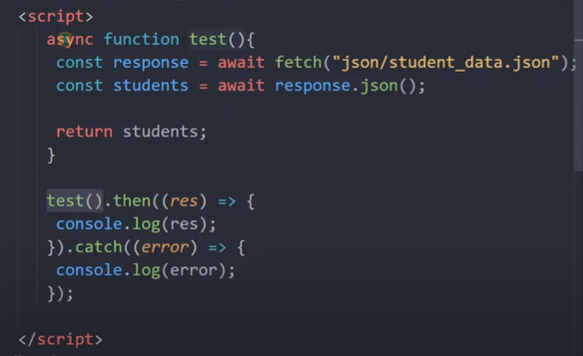 <script>
async function test(){
const response = await fetch("json/student_data.json");
const students = await response.json();
return students;
}
test().then((res) => {
console.log(res);
}).catch((error) => {
console.log(error);
});
</script>